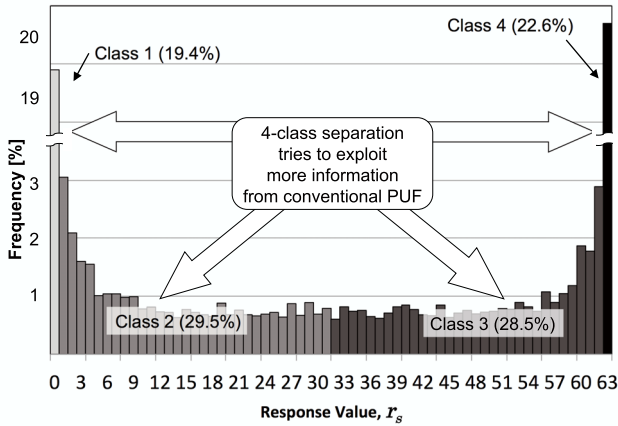 20
Class 4 (22.6%)
Class 1 (19.4%)
19
4-class separation
tries to exploit
more information
from conventional PUF
Frequency [%]
3
2
1
Class 2 (29.5%)
Class 3 (28.5%)
0 3 6 9 12 15 18 21 24 27 30 33 36 39 42 45 48 51 54 57 60 63
Response Value, rs